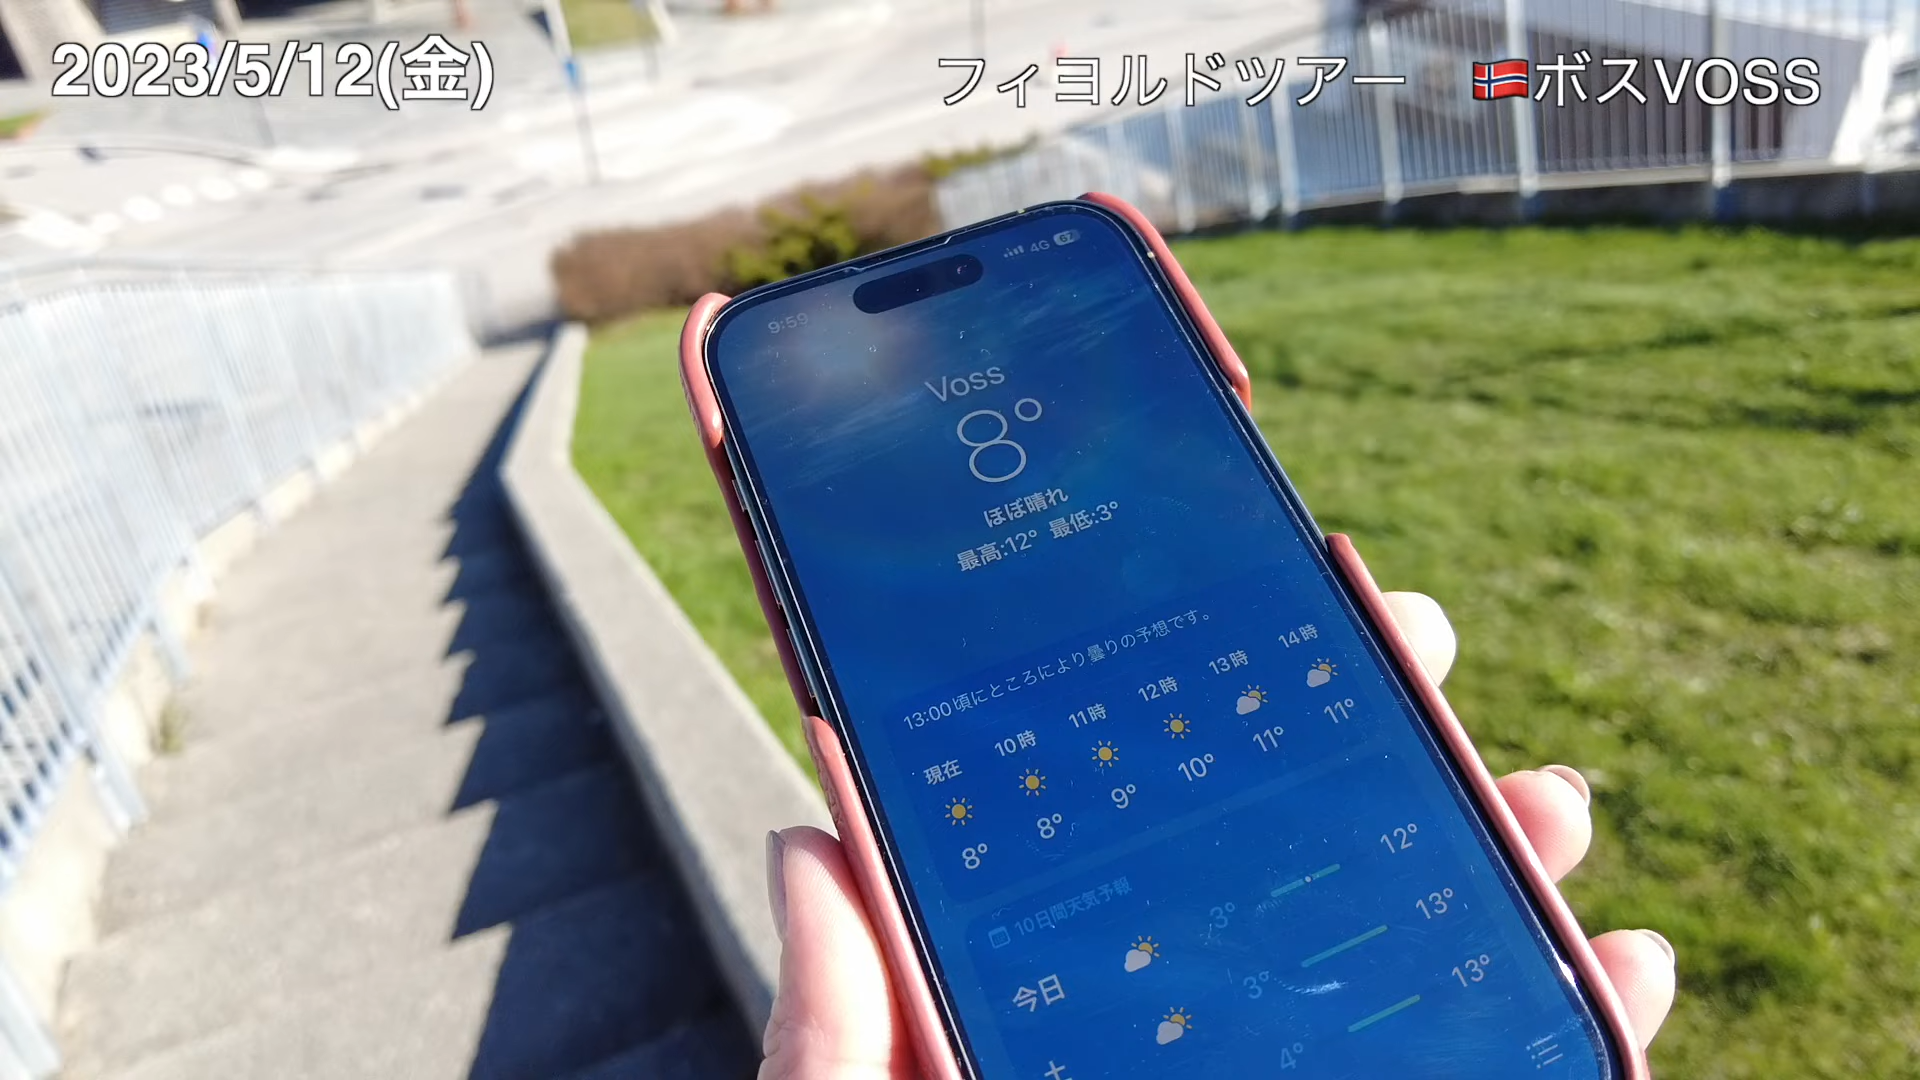 2023/5/12(金)
フィヨルドツアー 🇳🇴ボスVOSS
9:59
4G 67
Voss
8°
ほぼ晴れ
最高:12° 最低:3°
13:00頃にところにより曇りの予想です。
現在 10時 11時 12時 13時 14時
8° 8° 9° 10° 11° 11°
10日間天気予報
今日 3° 12°
土 3° 13°
4° 13°